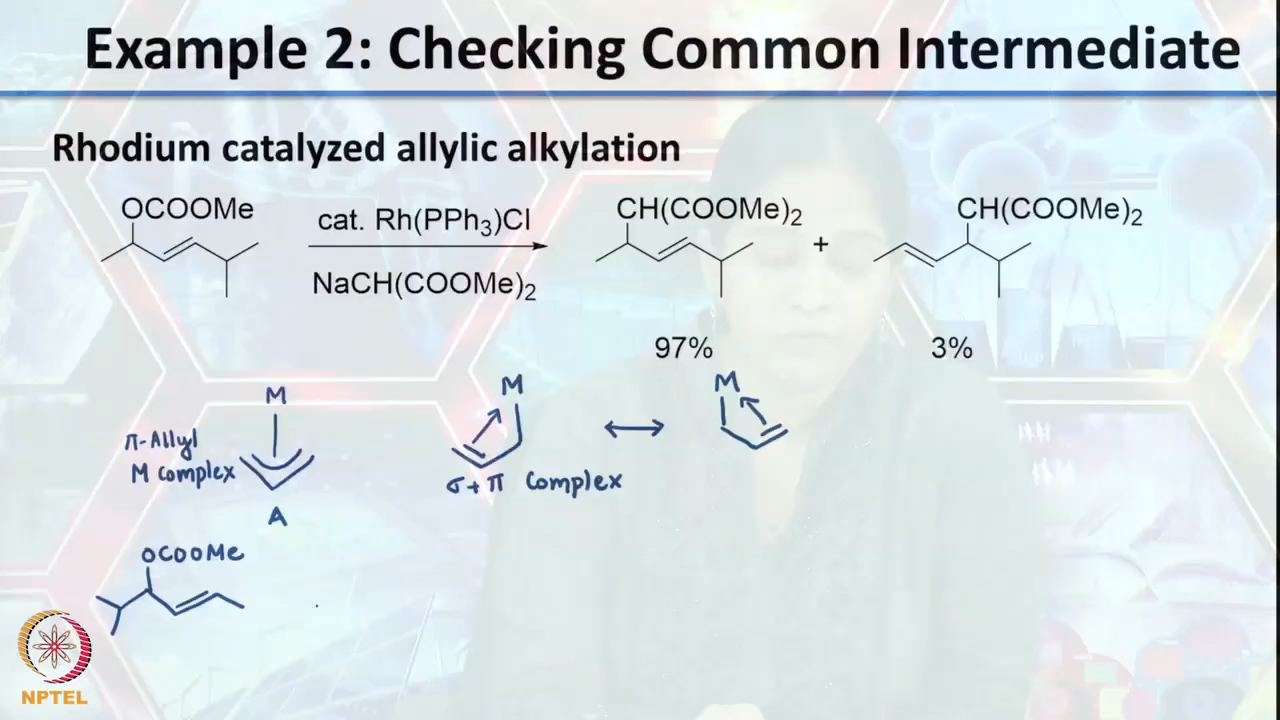 Example 2: Checking Common Intermediate
Rhodium catalyzed allylic alkylation
OCOOMe
cat. Rh(PPh3)Cl
NaCH(COOMe)2
CH(COOMe)2
+
CH(COOMe)2
97%
3%
M
π-Allyl
M Complex
A
M
σ+π Complex
M
OCOOMe
NPTEL